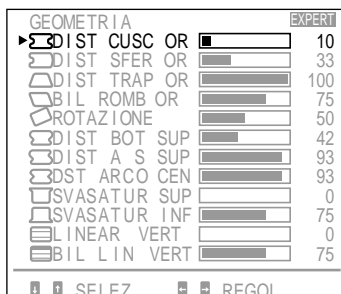 GEOMETRIA EXPERT
DIST CUSC OR 10
DIST SFER OR 33
DIST TRAP OR 100
BIL ROMB OR 75
ROTAZIONE 50
DIST BOT SUP 42
DIST A S SUP 93
DST ARCO CEN 93
SVASATUR SUP 0
SVASATUR INF 75
LINEAR VERT 0
BIL LIN VERT 75
SELEZ REGOL